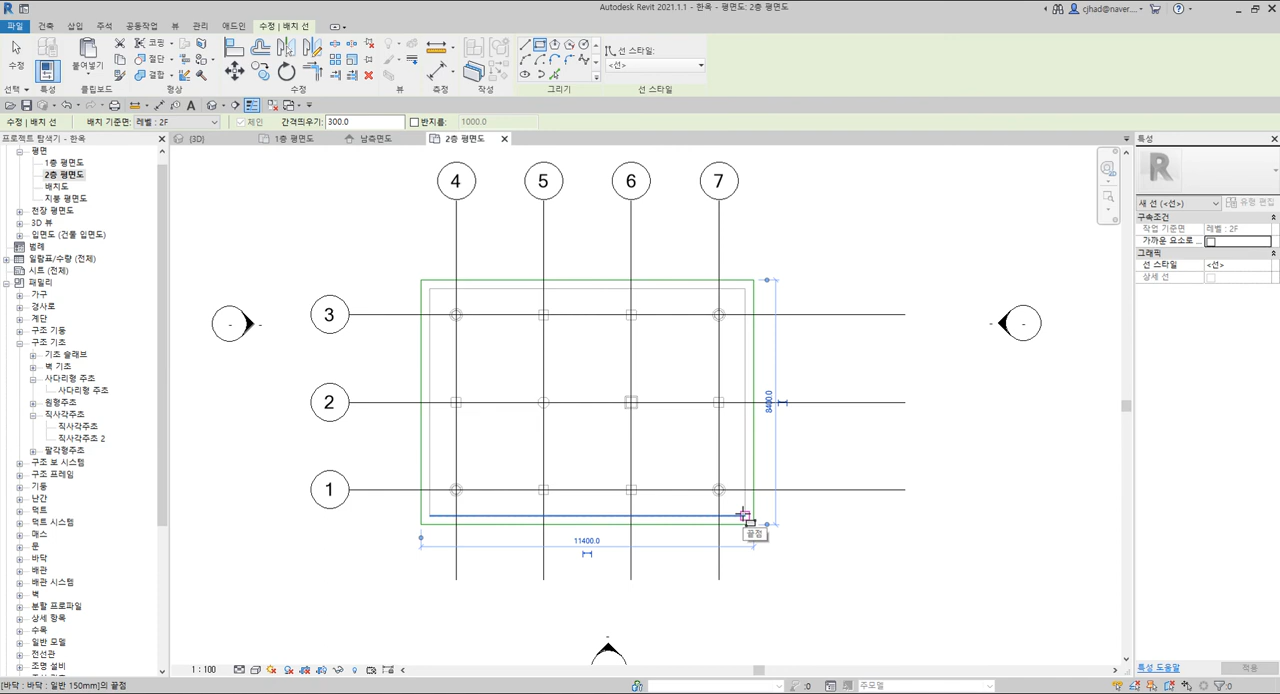 Autodesk Revit 2021.1.1 - 한옥 - 평면도: 2층 평면도
cjhad@naver....
파일 건축 삽입 주석 공동작업 뷰 관리 애드인 수정 | 배치 선
수정
붙여넣기
코핑
절단
결합
선 스타일:
<선>
선택 특성 클립보드 형상 수정 뷰 측정 작성 그리기 선 스타일
수정 | 배치 선 배치 기준면: 레벨 : 2F 체인 간격띄우기: 300.0 반지름: 1000.0
프로젝트 탐색기 - 한옥
{3D} 1층 평면도 남측면도 2층 평면도
특성
평면
1층 평면도
2층 평면도
배치도
지붕 평면도
천장 평면도
3D 뷰
입면도 (건물 입면도)
범례
일람표/수량 (전체)
시트 (전체)
패밀리
가구
경사로
계단
구조 기둥
구조 기초
기초 슬래브
벽 기초
사다리형 주초
사다리형 주초
원형주초
직사각주초
직사각주초
직사각주초 2
팔각형주초
구조 보 시스템
구조 프레임
기둥
난간
덕트
덕트 시스템
매스
문
바닥
배관
배관 시스템
벽
분할 프로파일
상세 항목
수목
일반 모델
전선관
조명 설비
4 5 6 7
3
2
1
8400.0
11400.0
끝점
새 선 (<선>) 유형 편집
구속조건
작업 기준면 레벨 : 2F
가까운 요소로 ...
그래픽
선 스타일 <선>
상세 선
특성 도움말 적용
1 : 100
[바닥 : 바닥 : 일반 150mm]의 끝점
:0
주모델
:0